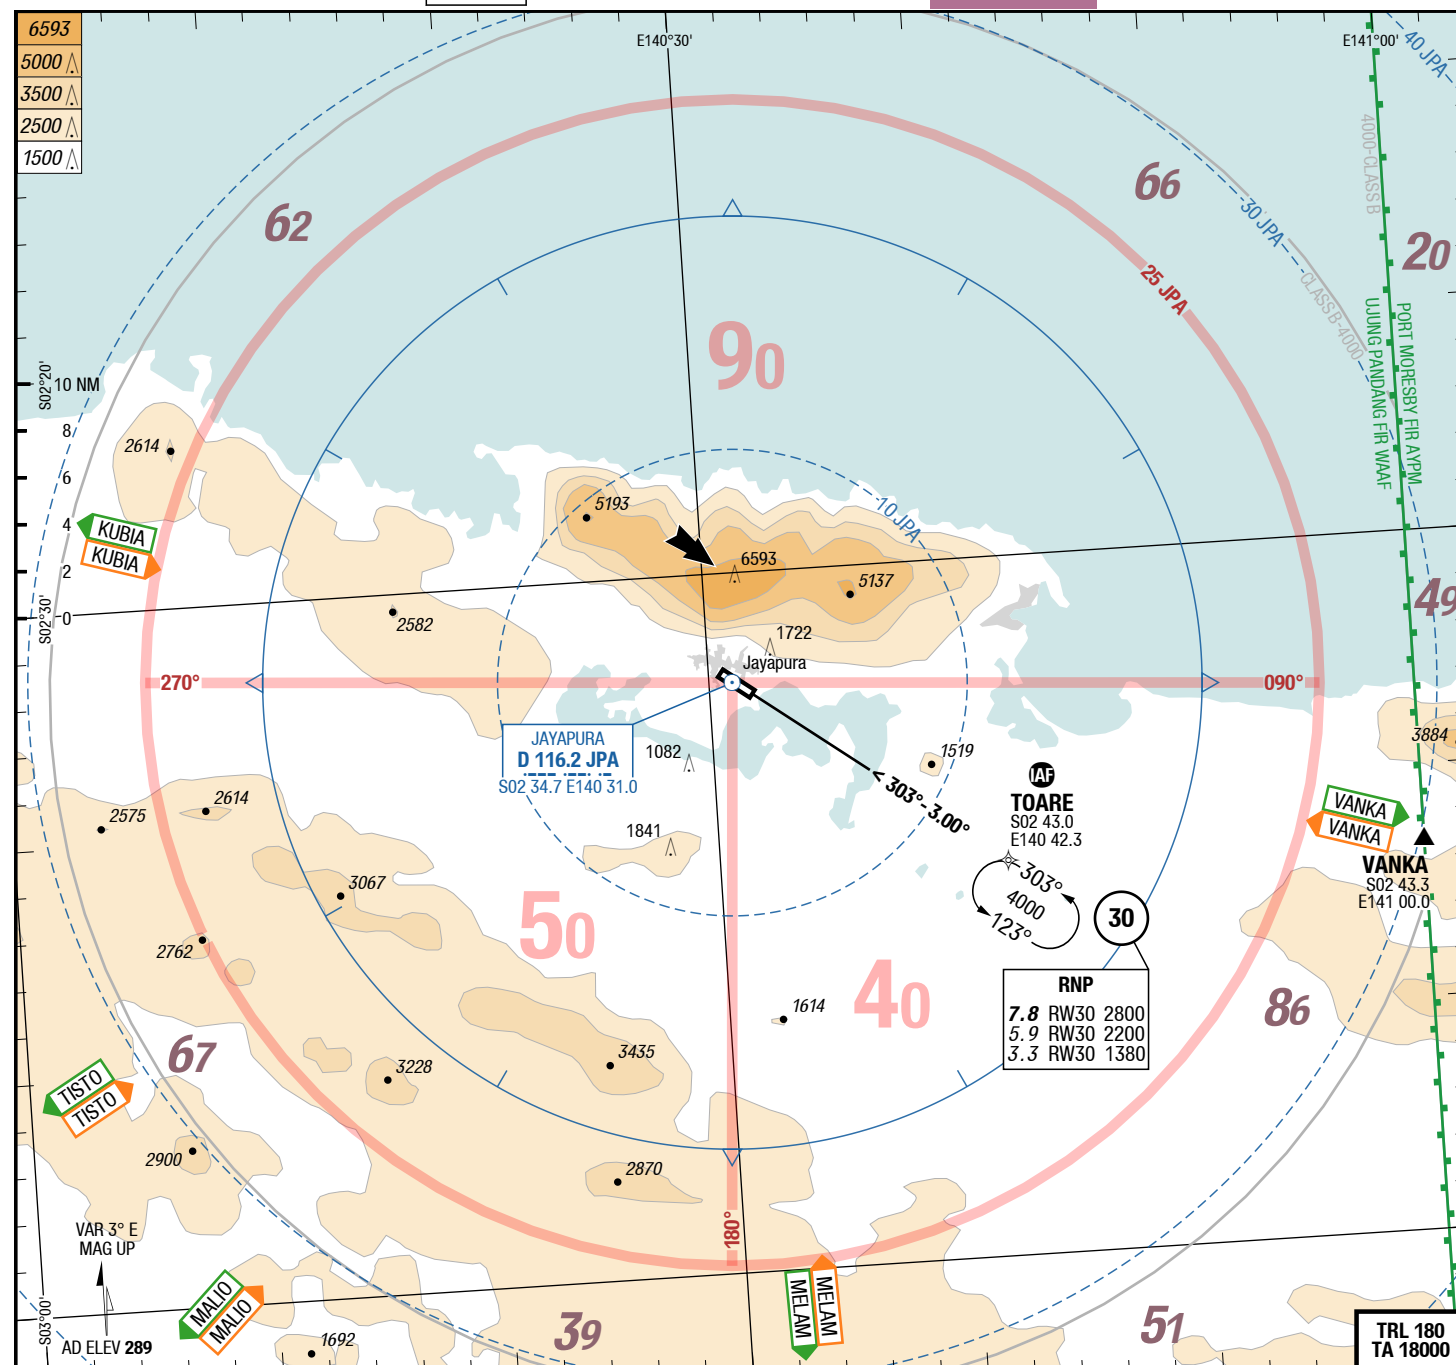 6593
5000
3500
2500
1500
E140°30'
E141°00'
40 JPA
4000-CLASS B
66
62
30 JPA
20
25 JPA
CLASS B-4000
PORT MORESBY FIR AYPM
UJUNG PANDANG FIR WAAF
90
S02°20'
10 NM
8
6
4
2
0
S02°30'
2614
5193
10 JPA
KUBIA
KUBIA
6593
5137
49
2582
1722
Jayapura
270°
090°
JAYAPURA
D 116.2 JPA
S02 34.7 E140 31.0
1082
3884
1519
< 303°-3.00°
IAF
TOARE
S02 43.0
E140 42.3
VANKA
VANKA
VANKA
S02 43.3
E141 00.0
2575
2614
1841
3067
303°
4000
123°
30
50
2762
40
RNP
7.8 RW30 2800
5.9 RW30 2200
3.3 RW30 1380
86
1614
67
3435
3228
TISTO
TISTO
2900
2870
180°
VAR 3° E
MAG UP
MALIO
MALIO
MELAM
MELAM
S03°00'
AD ELEV 289
1692
39
51
TRL 180
TA 18000